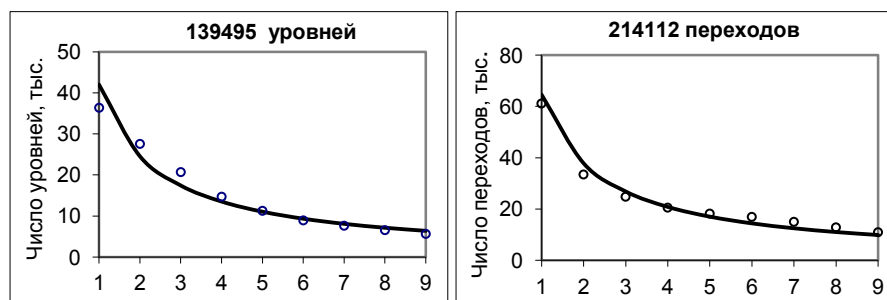 139495 уровней
Число уровней, тыс.
50
40
30
20
10
0
1 2 3 4 5 6 7 8 9
214112 переходов
Число переходов, тыс.
80
60
40
20
0
1 2 3 4 5 6 7 8 9